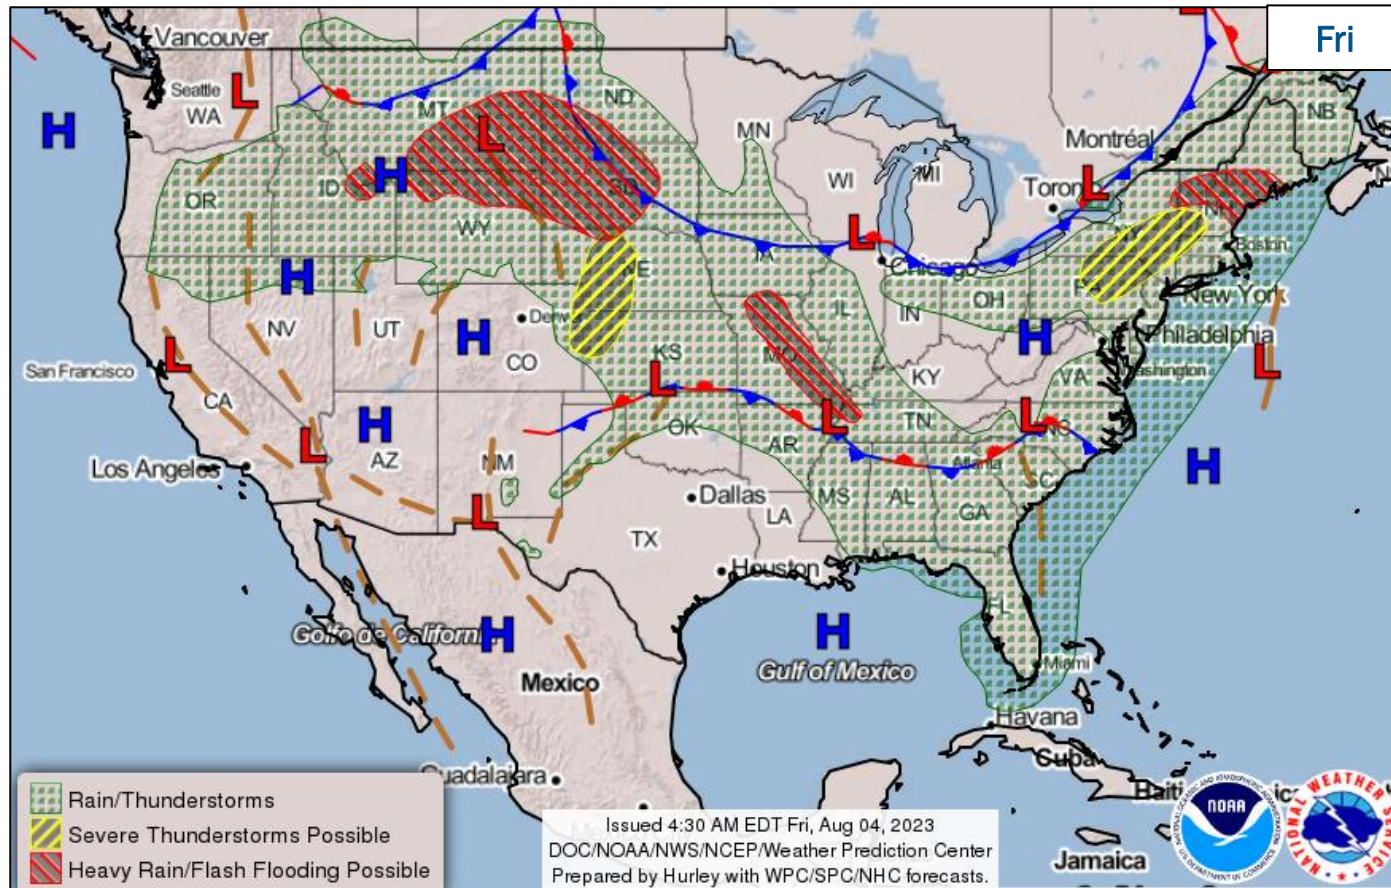 Fri
Vancouver
Seattle
WA
MT
ND
MN
Montréal
NB
OR
ID
WY
SD
WI
MI
Toronto
NY
Boston
L
H
NE
IA
Chicago
NV
UT
Denver
CO
KS
MO
IL
IN
OH
PA
New York
Philadelphia
Washington
San Francisco
CA
KY
VA
Los Angeles
AZ
NM
OK
AR
TN
NC
Atlanta
SC
Dallas
TX
LA
MS
AL
GA
Houston
FL
Miami
Golfo de California
Mexico
Gulf of Mexico
Havana
Cuba
Guadalajara
Haiti
Jamaica
Rain/Thunderstorms
Severe Thunderstorms Possible
Heavy Rain/Flash Flooding Possible
Issued 4:30 AM EDT Fri, Aug 04, 2023
DOC/NOAA/NWS/NCEP/Weather Prediction Center
Prepared by Hurley with WPC/SPC/NHC forecasts.
NOAA
NATIONAL WEATHER SERVICE